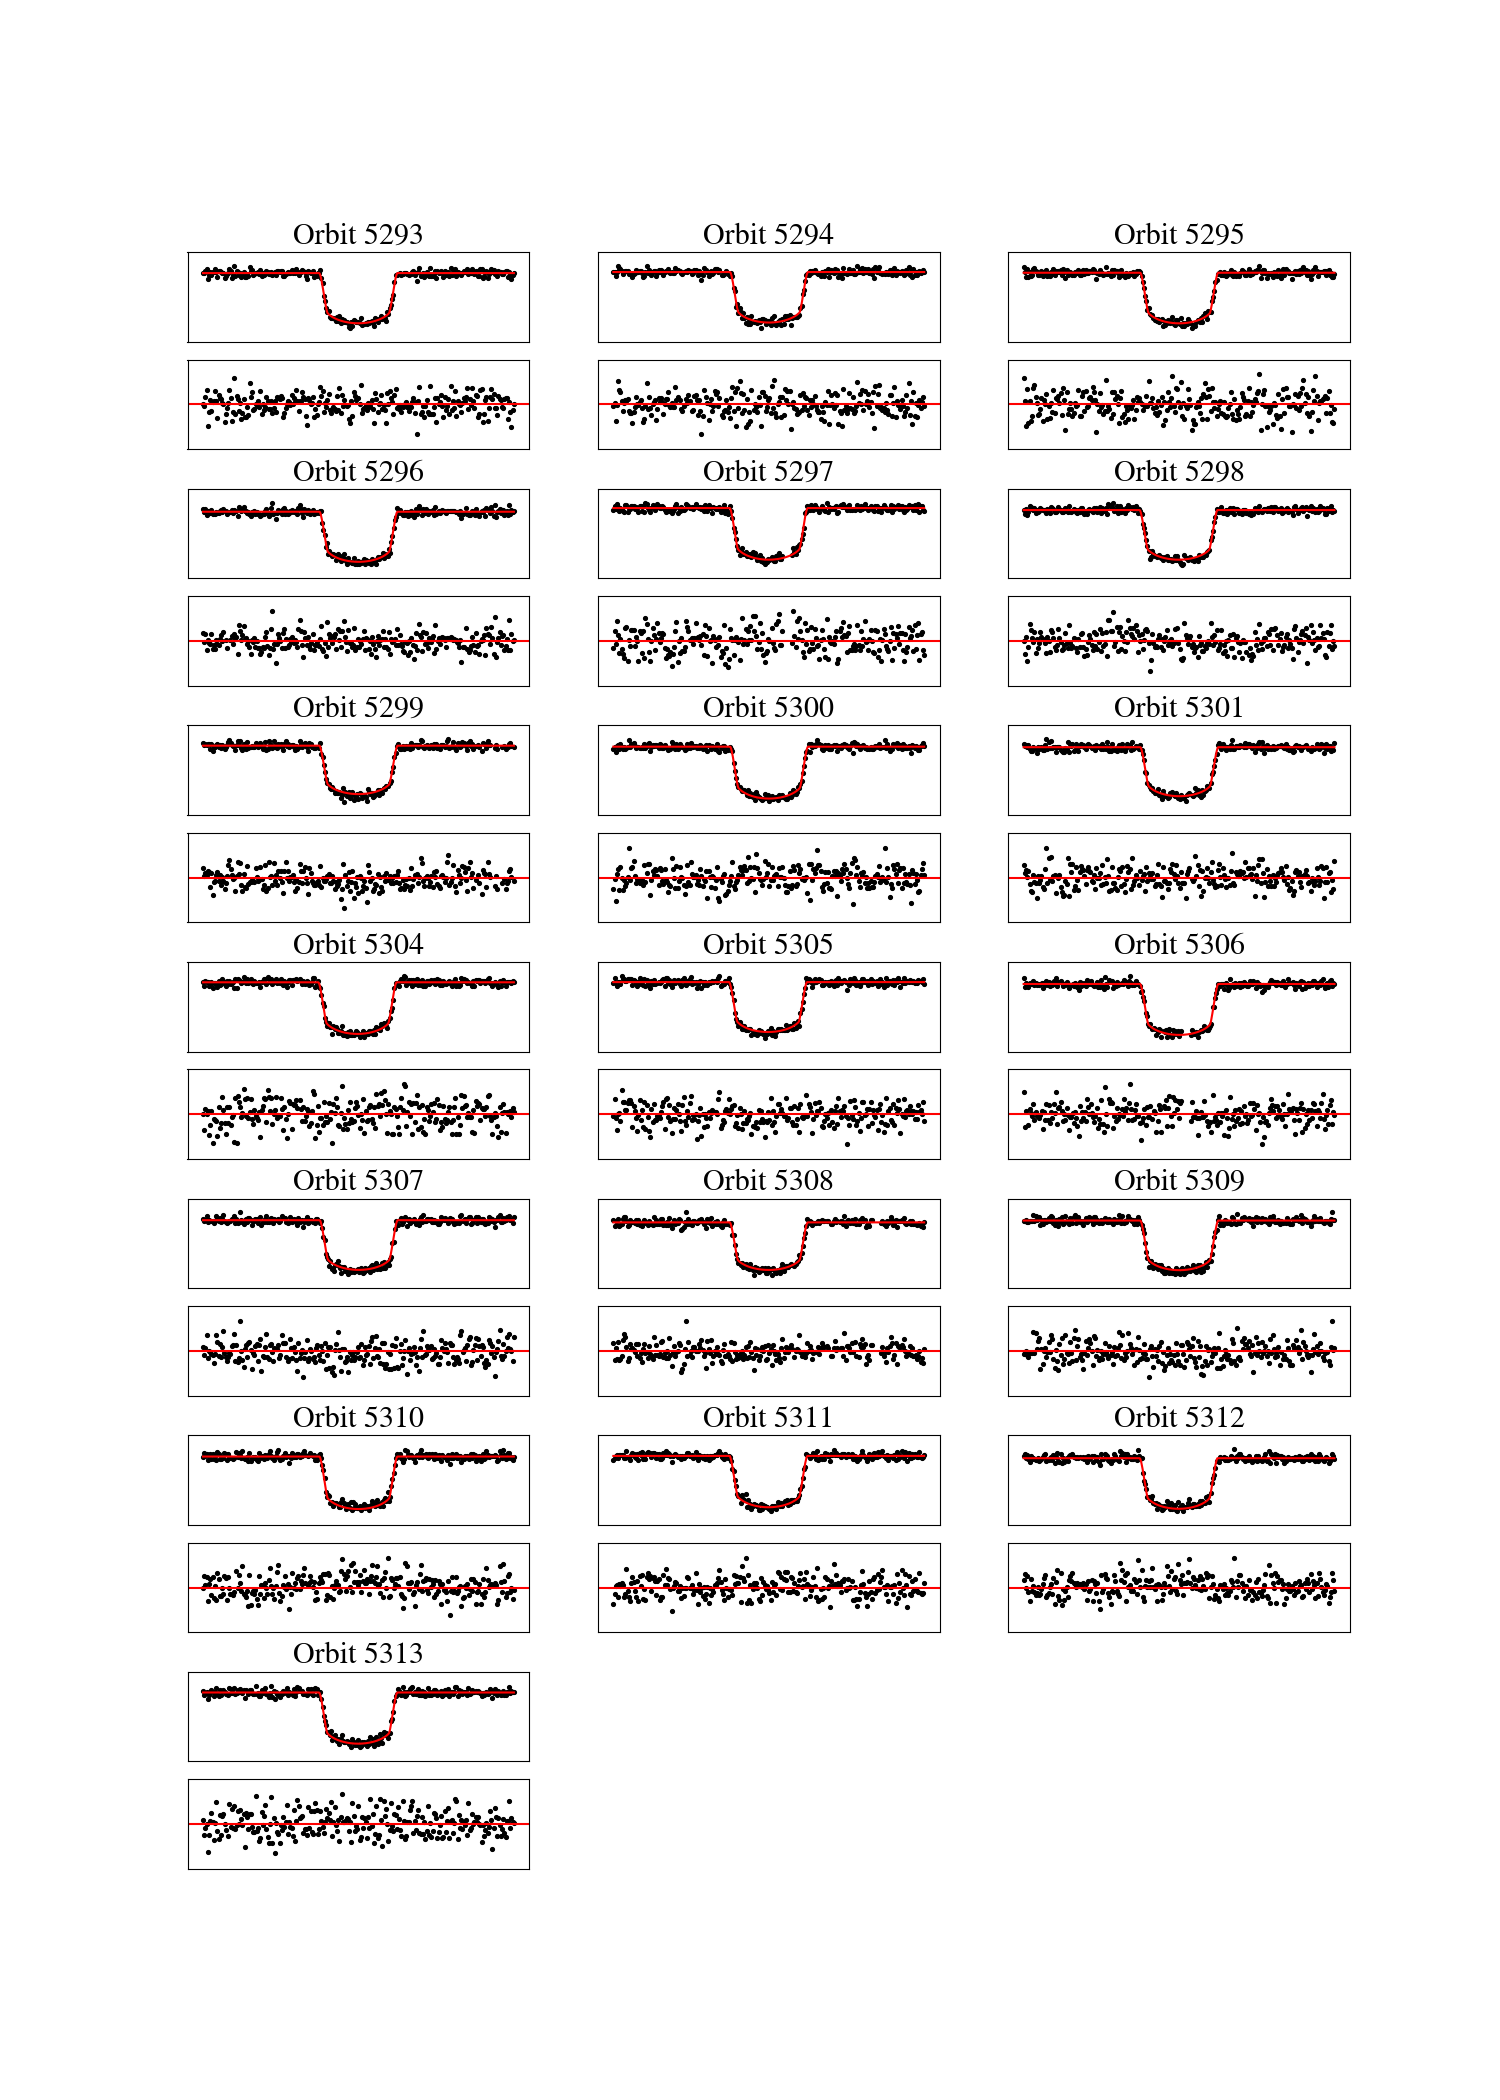 Orbit 5293
Orbit 5294
Orbit 5295
Orbit 5296
Orbit 5297
Orbit 5298
Orbit 5299
Orbit 5300
Orbit 5301
Orbit 5304
Orbit 5305
Orbit 5306
Orbit 5307
Orbit 5308
Orbit 5309
Orbit 5310
Orbit 5311
Orbit 5312
Orbit 5313